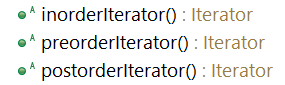 A inorderIterator() : Iterator
A preorderIterator() : Iterator
A postorderIterator() : Iterator